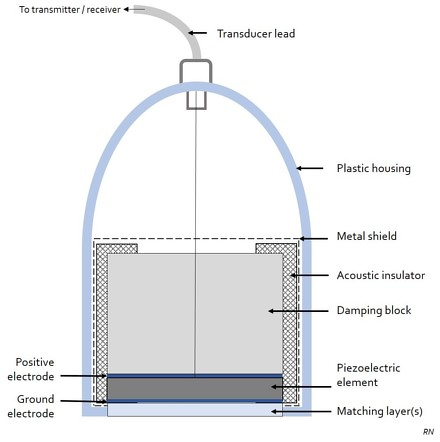 To transmitter / receiver
Transducer lead
Plastic housing
Metal shield
Acoustic insulator
Damping block
Positive
electrode
Piezoelectric
element
Ground
electrode
Matching layer(s)
RN